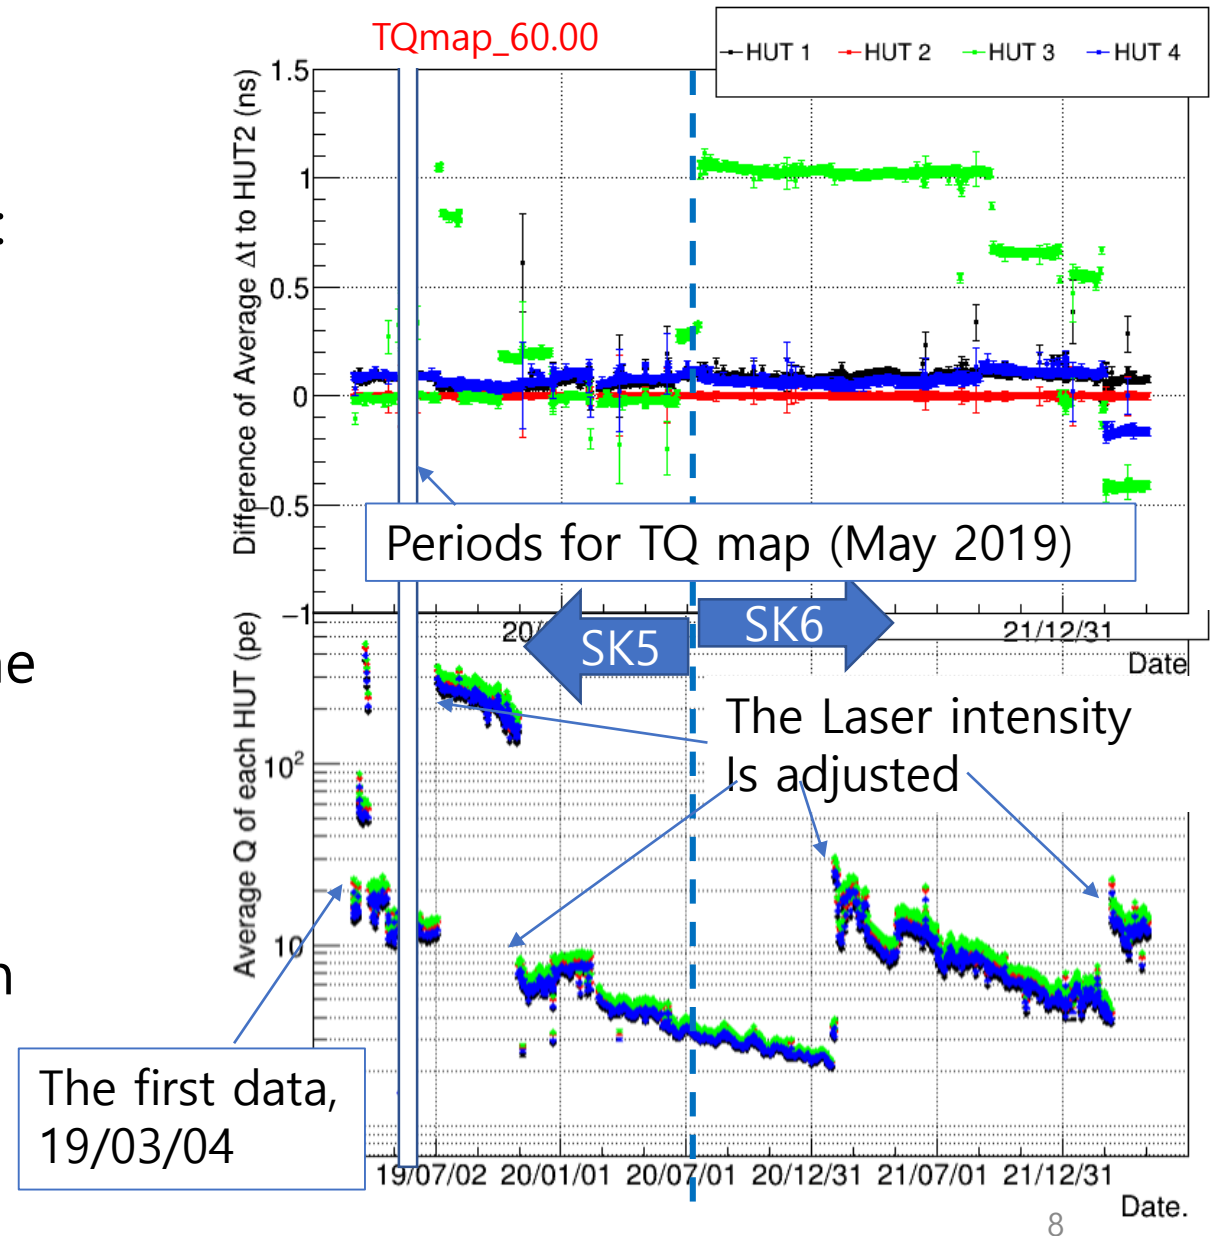 TQmap_60.00
HUT 1
HUT 2
HUT 3
HUT 4
Difference of Average Δt to HUT2 (ns)
1.5
1
0.5
0
−0.5
−1
:
Periods for TQ map (May 2019)
SK5
SK6
20/
21/12/31
Date
ne
The Laser intensity
Is adjusted
Average Q of each HUT (pe)
10²
10
n
The first data,
19/03/04
19/07/02 20/01/01 20/07/01 20/12/31 21/07/01 21/12/31
Date.
8